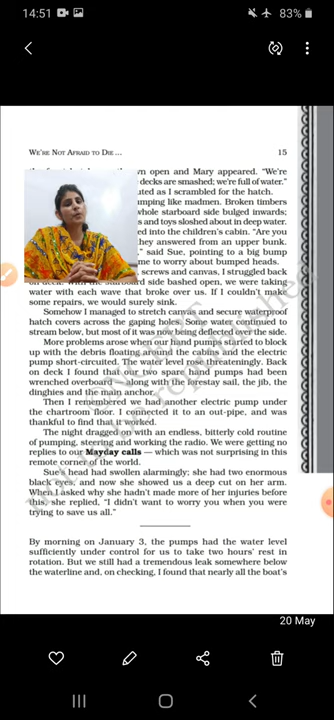 14:51
83%
WE'RE NOT AFRAID TO DIE ...
15
wn open and Mary appeared. "We're
decks are smashed; we're full of water."
uted as I scrambled for the hatch.
mping like madmen. Broken timbers
whole starboard side bulged inwards;
s and toys sloshed about in deep water.
ed into the children's cabin. "Are you
hey answered from an upper bunk.
," said Sue, pointing to a big bump
me to worry about bumped heads.
screws and canvas, I struggled back
on deck. With the starboard side bashed open, we were taking
water with each wave that broke over us. If I couldn't make
some repairs, we would surely sink.
Somehow I managed to stretch canvas and secure waterproof
hatch covers across the gaping holes. Some water continued to
stream below, but most of it was now being deflected over the side.
More problems arose when our hand pumps started to block
up with the debris floating around the cabins and the electric
pump short-circuited. The water level rose threateningly. Back
on deck I found that our two spare hand pumps had been
wrenched overboard — along with the forestay sail, the jib, the
dinghies and the main anchor.
Then I remembered we had another electric pump under
the chartroom floor. I connected it to an out-pipe, and was
thankful to find that it worked.
The night dragged on with an endless, bitterly cold routine
of pumping, steering and working the radio. We were getting no
replies to our Mayday calls — which was not surprising in this
remote corner of the world.
Sue's head had swollen alarmingly; she had two enormous
black eyes, and now she showed us a deep cut on her arm.
When I asked why she hadn't made more of her injuries before
this, she replied, "I didn't want to worry you when you were
trying to save us all."
By morning on January 3, the pumps had the water level
sufficiently under control for us to take two hours' rest in
rotation. But we still had a tremendous leak somewhere below
the waterline and, on checking, I found that nearly all the boat's
20 May